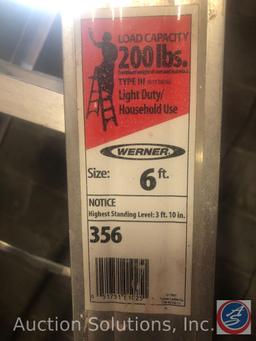 LOAD CAPACITY
200 lbs.
TYPE III
Light Duty/
Household Use
WERNER
Size: 6 ft.
NOTICE
Highest Standing Level: 3 ft. 10 in.
356
Auction Solutions, Inc.